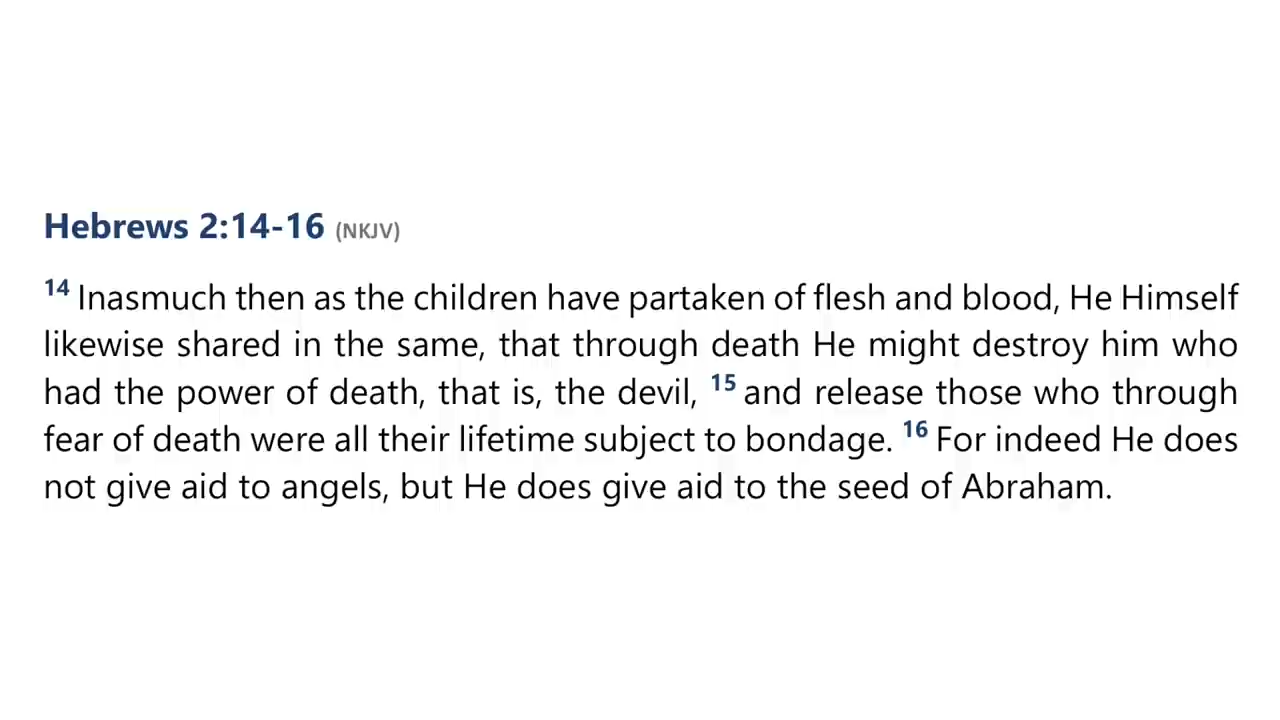 Hebrews 2:14-16 (NKJV)
14 Inasmuch then as the children have partaken of flesh and blood, He Himself
likewise shared in the same, that through death He might destroy him who
had the power of death, that is, the devil, 15 and release those who through
fear of death were all their lifetime subject to bondage. 16 For indeed He does
not give aid to angels, but He does give aid to the seed of Abraham.